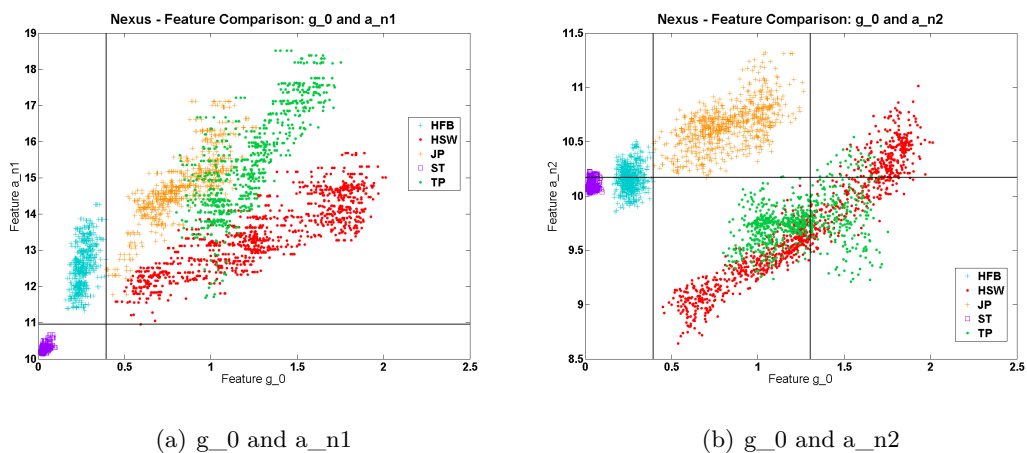 Nexus - Feature Comparison: g_0 and a_n1
19
18
17
16
15
14
13
12
11
10
Feature a_n1
0
0.5
1
1.5
2
2.5
Feature g_0
HFB
HSW
JP
ST
TP
(a) g_0 and a_n1
Nexus - Feature Comparison: g_0 and a_n2
11.5
11
10.5
10
9.5
9
8.5
Feature a_n2
0
0.5
1
1.5
2
2.5
Feature g_0
HFB
HSW
JP
ST
TP
(b) g_0 and a_n2